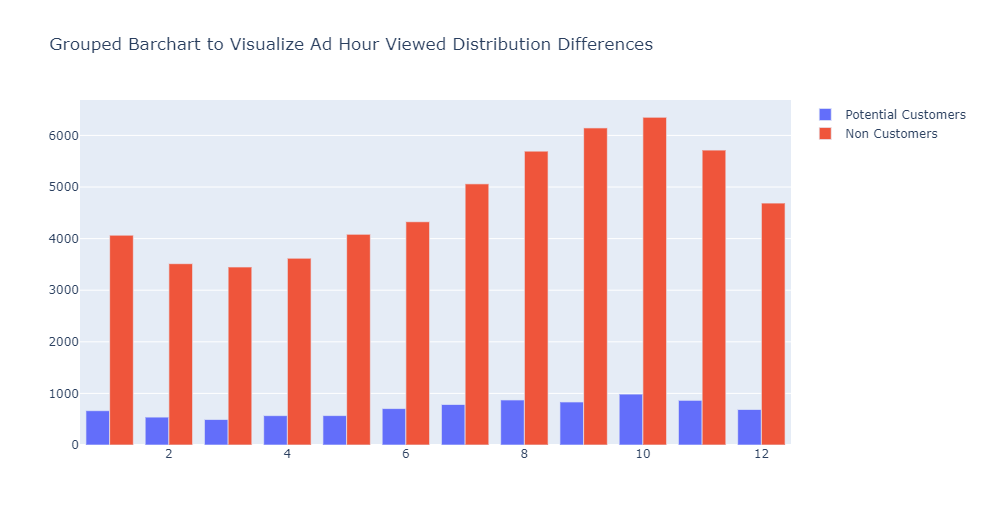 Grouped Barchart to Visualize Ad Hour Viewed Distribution Differences
Potential Customers
Non Customers
6000
5000
4000
3000
2000
1000
0
2 4 6 8 10 12